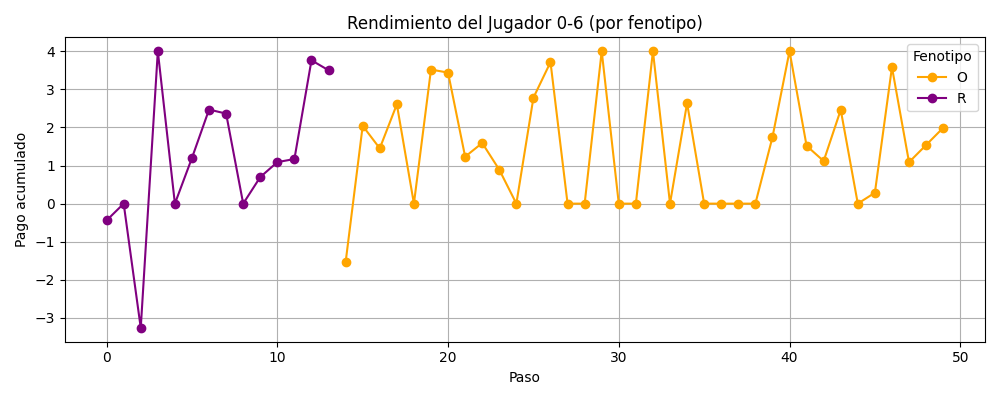 Rendimiento del Jugador 0-6 (por fenotipo)
Pago acumulado
4
3
2
1
0
−1
−2
−3
Fenotipo
O
R
0
10
20
30
40
50
Paso